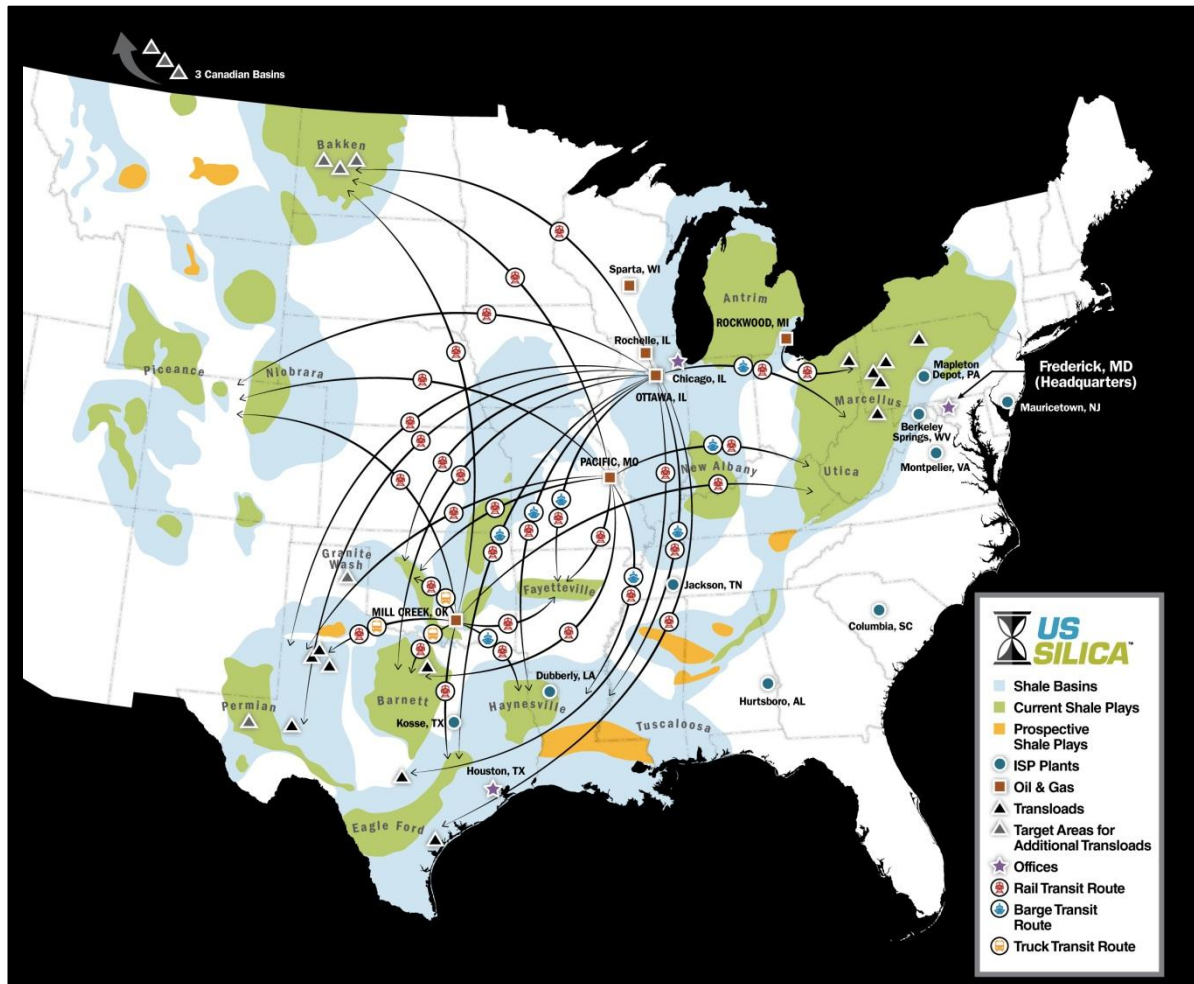 3 Canadian Basins
Bakken
Sparta, WI
Antrim
ROCKWOOD, MI
Rochelle, IL
Chicago, IL
OTTAWA, IL
Mapleton
Depot, PA
Frederick, MD
(Headquarters)
Piceance
Niobrara
Marcellus
Mauricetown, NJ
Berkeley
Springs, WV
Montpelier, VA
PACIFIC, MO
New Albany
Utica
Granite
Wash
Fayetteville
Jackson, TN
MILL CREEK, OK
Columbia, SC
Dubberly, LA
Hurtsboro, AL
Barnett
Haynesville
Permian
Kosse, TX
Tuscaloosa
Houston, TX
Eagle Ford
US
SILICA™
Shale Basins
Current Shale Plays
Prospective
Shale Plays
ISP Plants
Oil & Gas
Transloads
Target Areas for
Additional Transloads
Offices
Rail Transit Route
Barge Transit
Route
Truck Transit Route